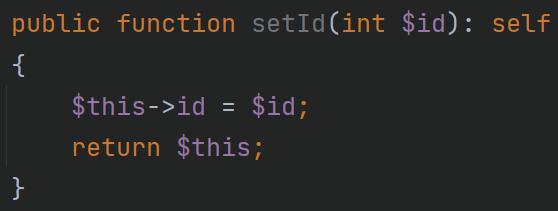 public function setId(int $id): self
{
    $this->id = $id;
    return $this;
}